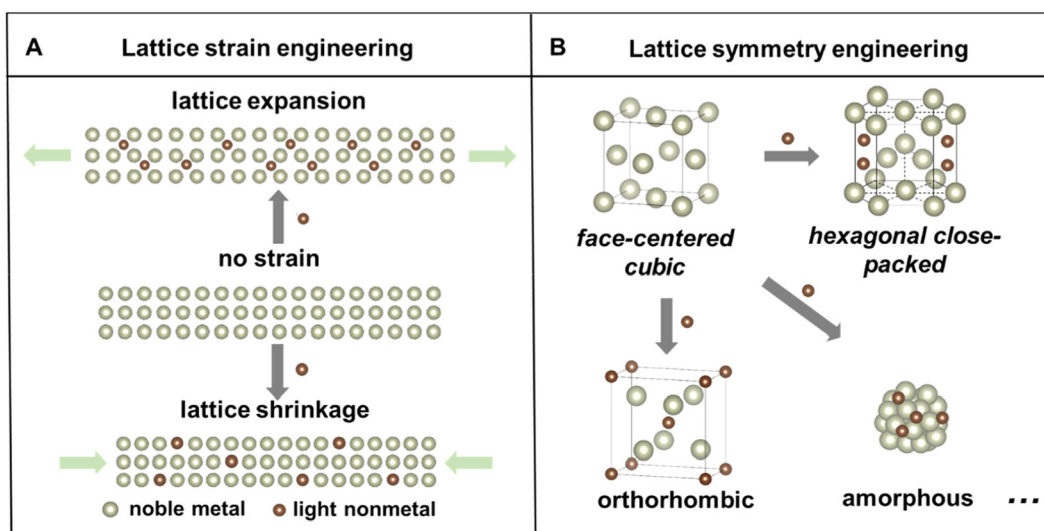 A
Lattice strain engineering
lattice expansion
no strain
lattice shrinkage
noble metal
light nonmetal
B
Lattice symmetry engineering
face-centered
cubic
hexagonal close-
packed
orthorhombic
amorphous
...